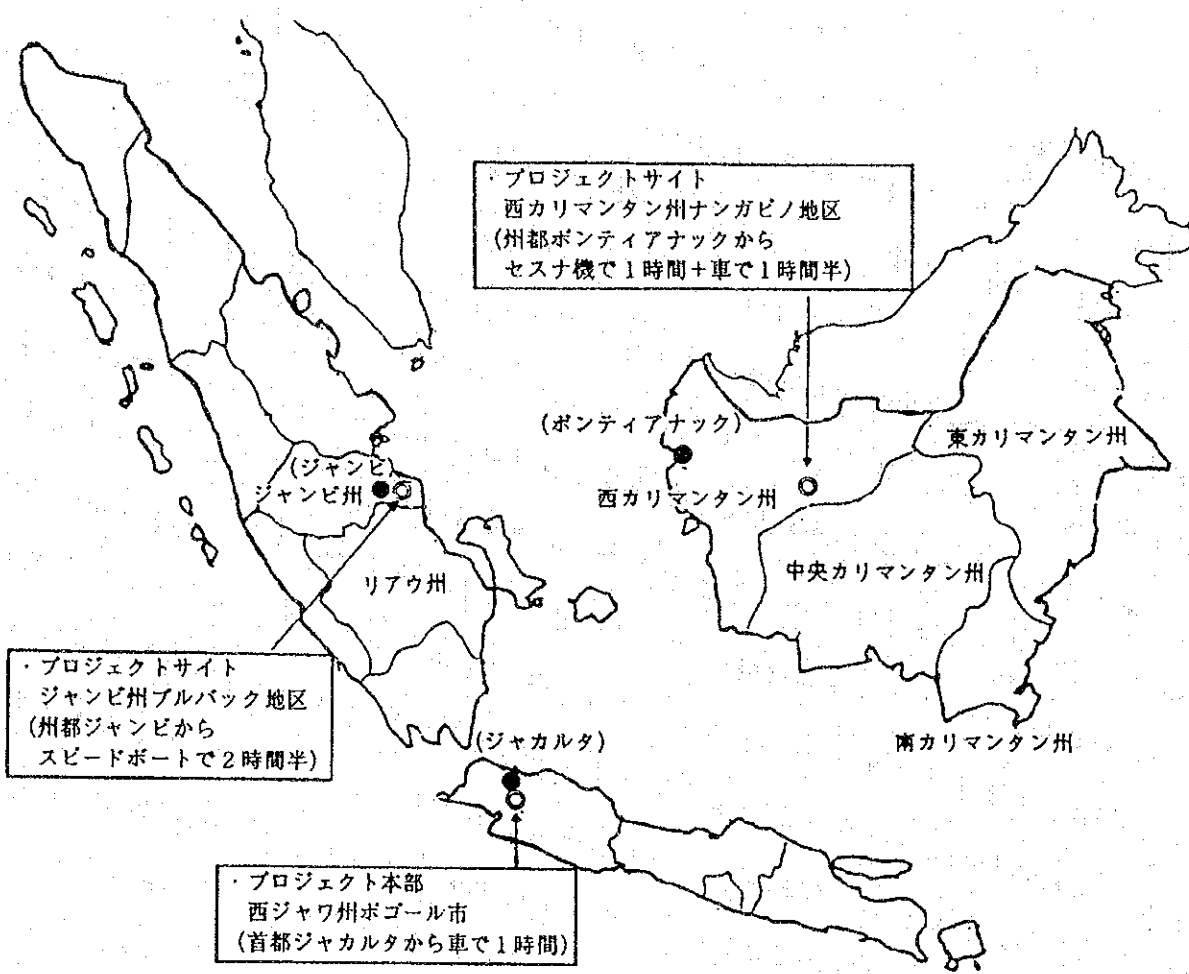 ・プロジェクトサイト
西カリマンタン州ナンガピノ地区
(州都ポンティアナックから
セスナ機で1時間+車で1時間半)
(ポンティアナック)
東カリマンタン州
(ジャンビ)
ジャンビ州
西カリマンタン州
中央カリマンタン州
リアウ州
・プロジェクトサイト
ジャンビ州ブルバック地区
(州都ジャンビから
スピードボートで2時間半)
(ジャカルタ)
南カリマンタン州
・プロジェクト本部
西ジャワ州ボゴール市
(首都ジャカルタから車で1時間)